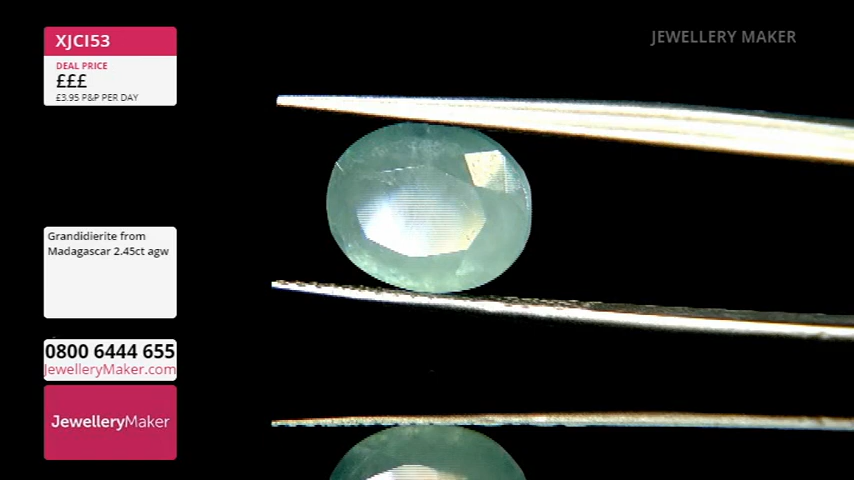 XJCI53
DEAL PRICE
£££
£3.95 P&P PER DAY
JEWELLERY MAKER
Grandidierite from
Madagascar 2.45ct agw
0800 6444 655
JewelleryMaker.com
JewelleryMaker